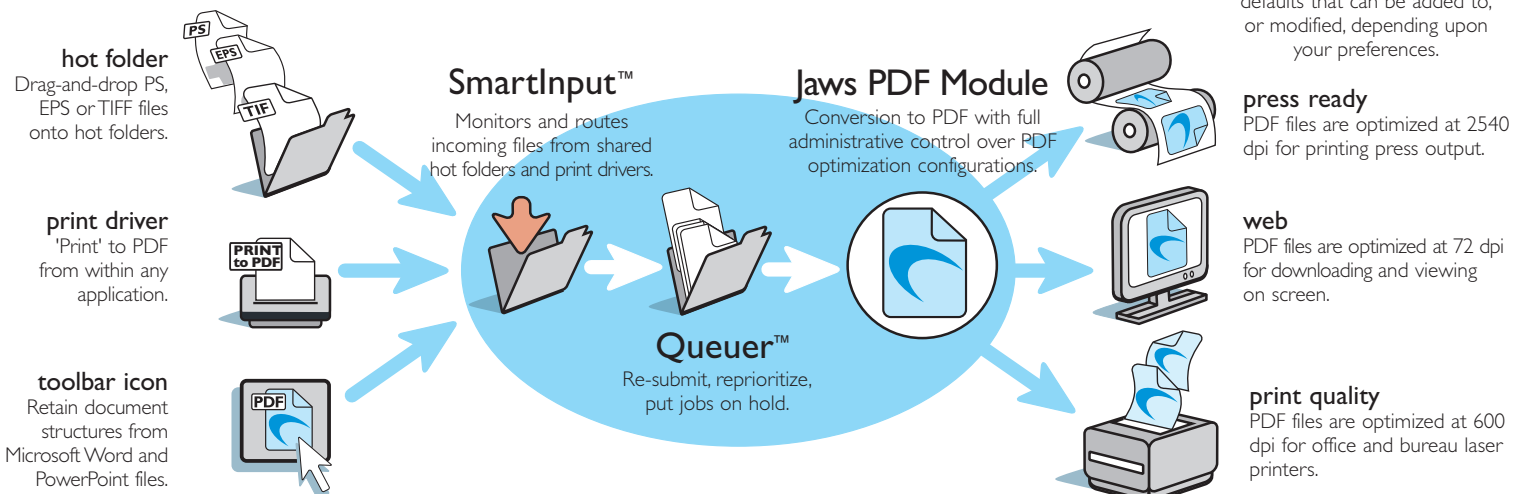 defaults that can be added to,
or modified, depending upon
your preferences.
hot folder
Drag-and-drop PS,
EPS or TIFF files
onto hot folders.
PS
EPS
TIF
print driver
'Print' to PDF
from within any
application.
PRINT
to PDF
toolbar icon
Retain document
structures from
Microsoft Word and
PowerPoint files.
PDF
SmartInput™
Monitors and routes
incoming files from shared
hot folders and print drivers.
Queuer™
Re-submit, reprioritize,
put jobs on hold.
Jaws PDF Module
Conversion to PDF with full
administrative control over PDF
optimization configurations.
press ready
PDF files are optimized at 2540
dpi for printing press output.
web
PDF files are optimized at 72 dpi
for downloading and viewing
on screen.
print quality
PDF files are optimized at 600
dpi for office and bureau laser
printers.